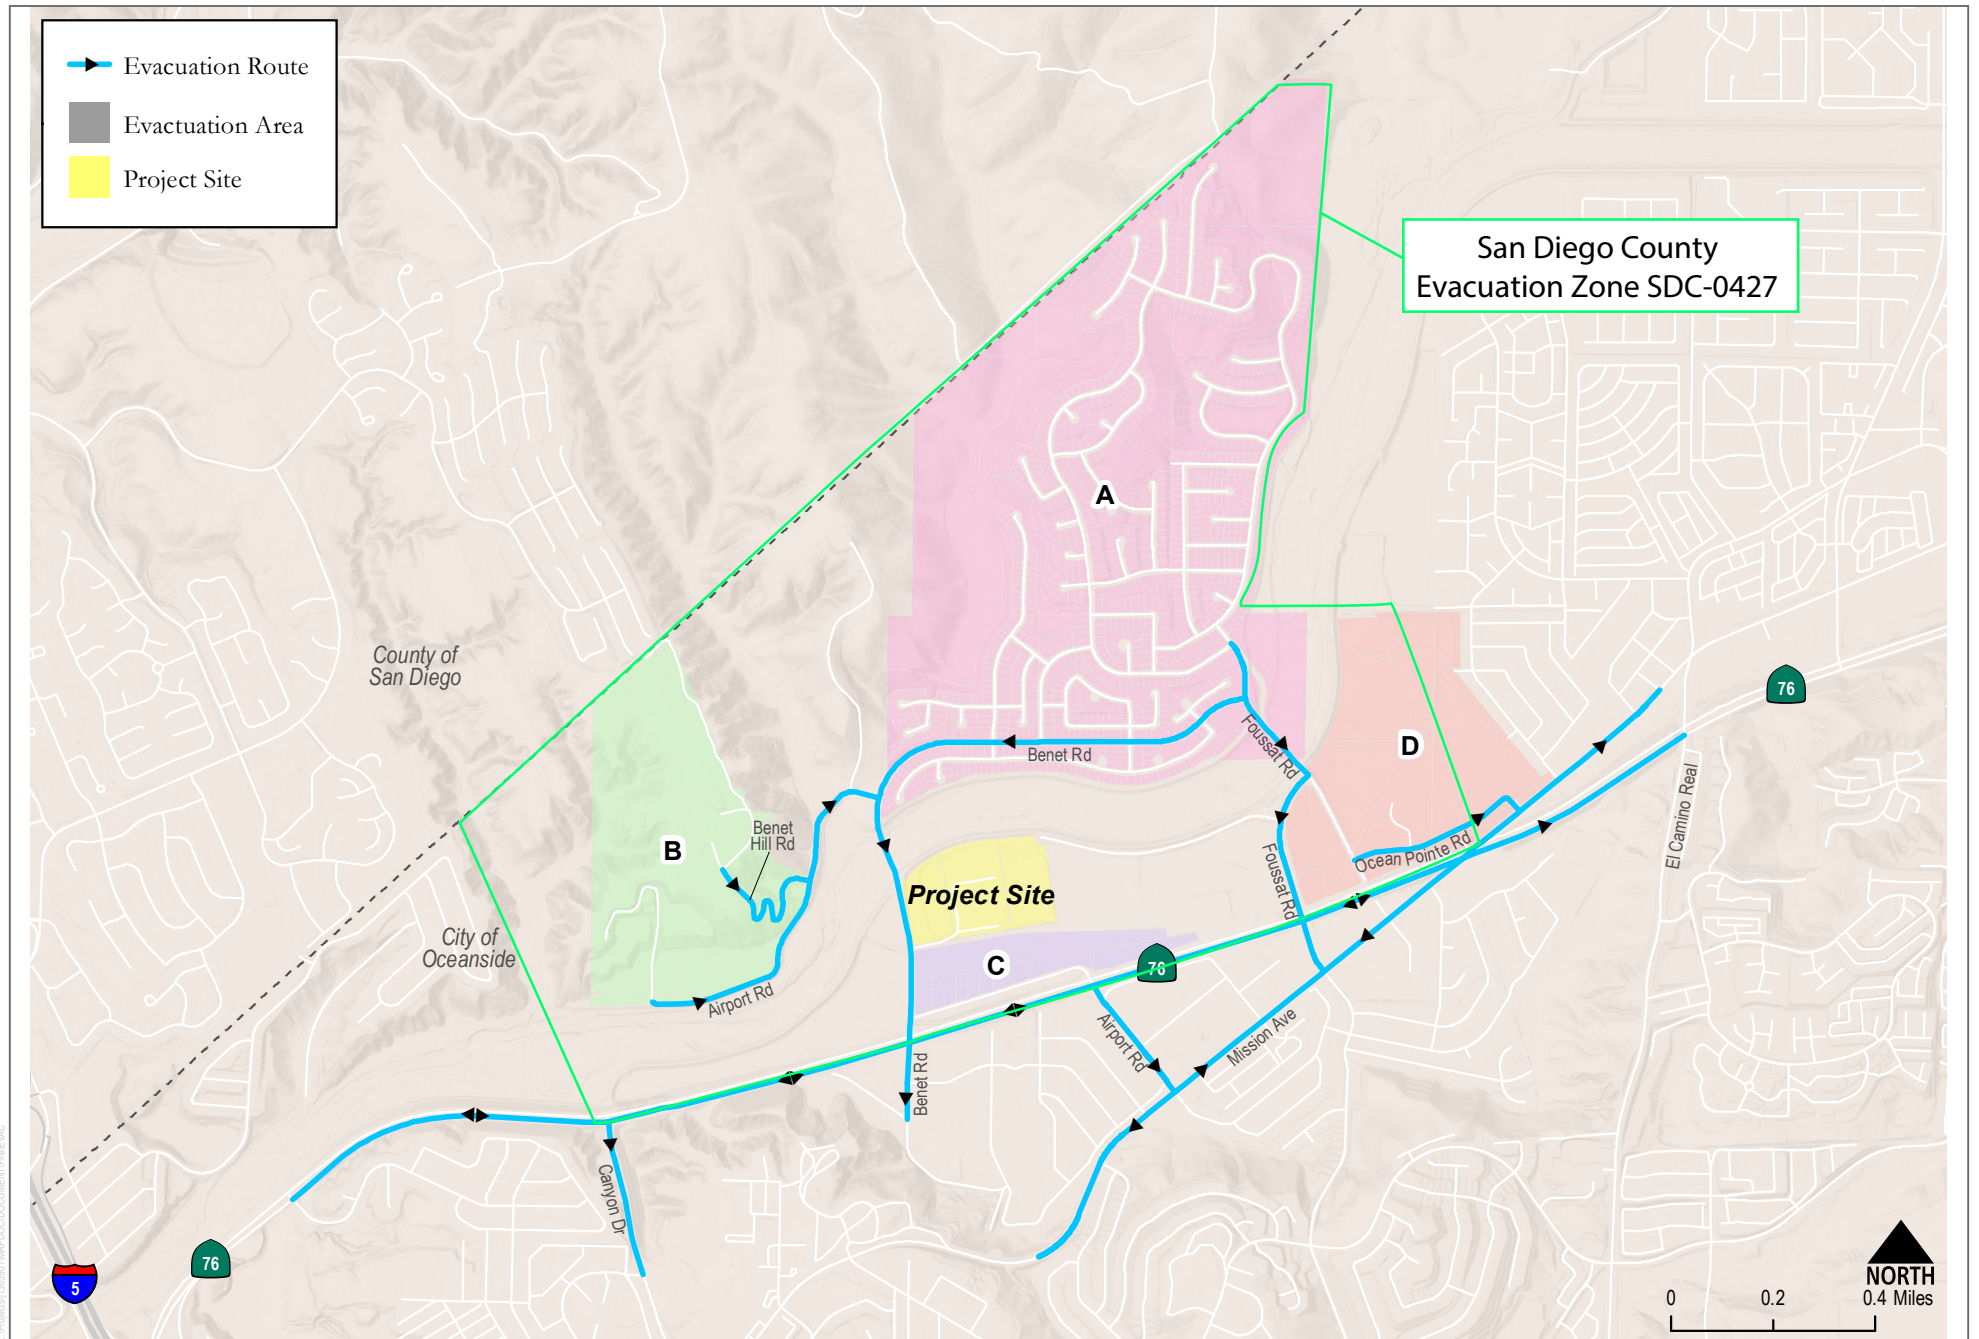 Evacuation Route
Evactuation Area
Project Site
San Diego County
Evacuation Zone SDC-0427
A
County of
San Diego
76
Foussat Rd
D
Benet Rd
Benet
Hill Rd
B
El Camino Real
Ocean Pointe Rd
Foussat Rd
Project Site
City of
Oceanside
C
76
Airport Rd
Airport Rd
Mission Ave
Benet Rd
Canyon Dr
76
5
NORTH
0 0.2 0.4 Miles